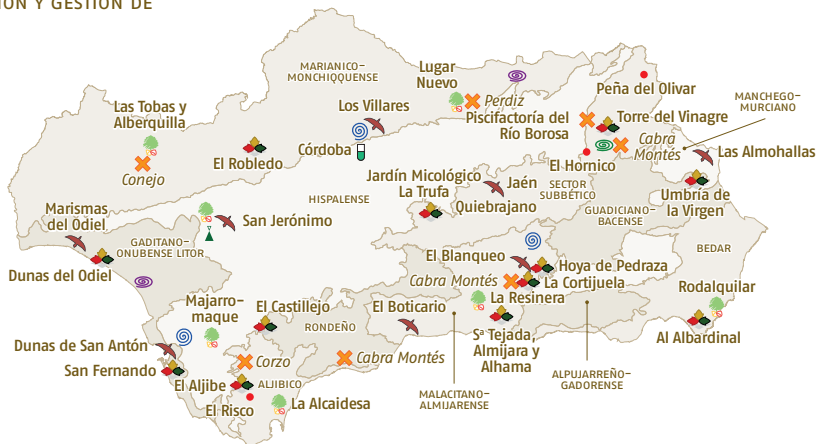 IÓN Y GESTIÓN DE
MARIANICO-
MONCHIQQUENSE
Lugar
Nuevo
Perdiz
Peña del Olivar
MANCHEGO-
MURCIANO
Las Tobas y
Alberquilla
Conejo
Los Villares
Piscifactoría del
Río Borosa
Torre del Vinagre
Cabra
Montés
El Robledo
Córdoba
El Hornico
Las Almohallas
Jardín Micológico
La Trufa
Jaén
Quiebrajano
SECTOR
SUBBÉTICO
Umbría de
la Virgen
HISPALENSE
GUADICIANO-
BACENSE
Marismas
del Odiel
San Jerónimo
GADITANO-
ONUBENSE LITOR
BEDAR
El Blanqueo
Hoya de Pedraza
Dunas del Odiel
Cabra Montés
La Cortijuela
Rodalquilar
Majarro-
maque
El Castillejo
El Boticario
La Resinera
RONDEÑO
Sª Tejada,
Almijara y
Alhama
Al Albardinal
Dunas de San Antón
San Fernando
Corzo
Cabra Montés
El Aljibe
ALJIBICO
ALPUJARREÑO-
GADORENSE
MALACITANO-
ALMIJARENSE
El Risco
La Alcaidesa